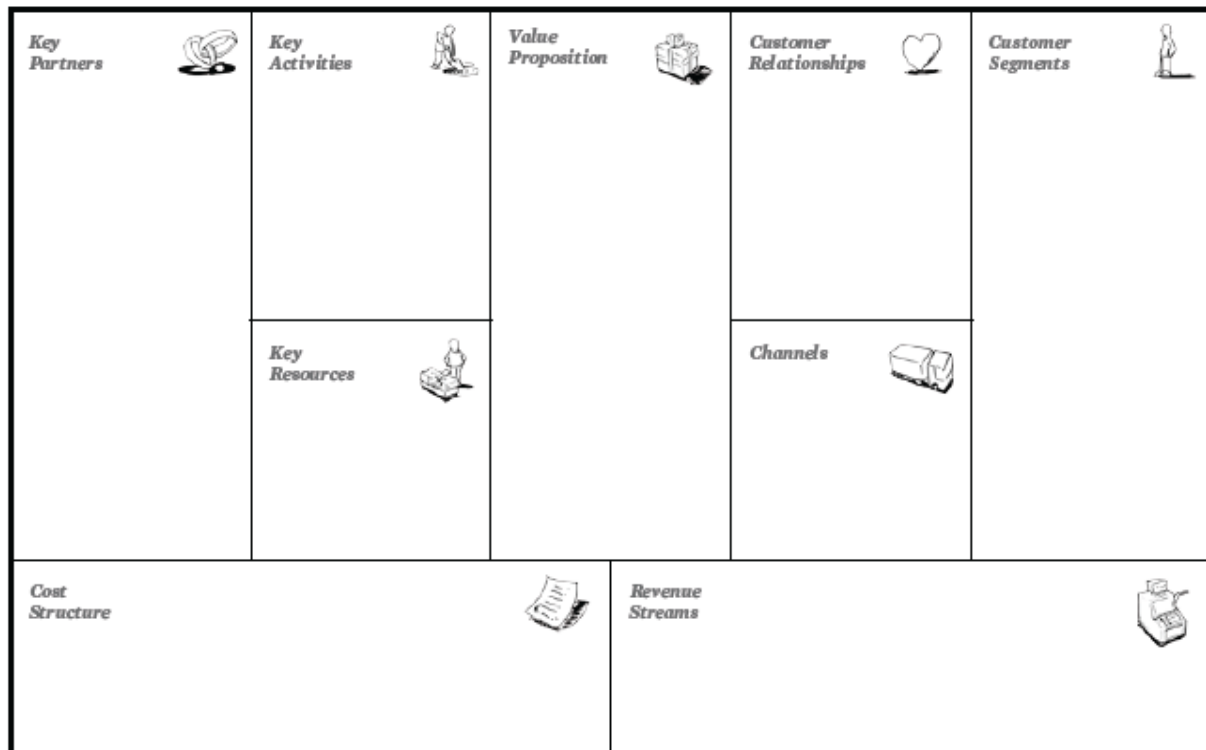 Key
Partners
Key
Activities
Value
Proposition
Customer
Relationships
Customer
Segments
Key
Resources
Channels
Cost
Structure
Revenue
Streams